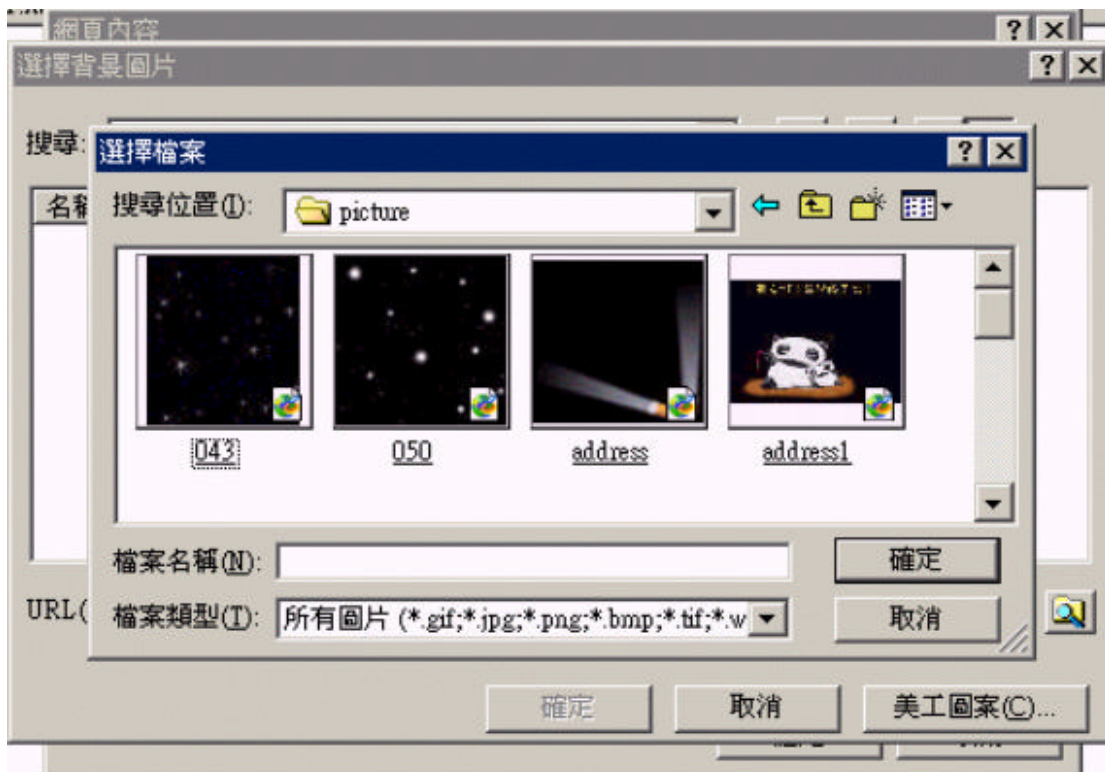 網頁內容
選擇背景圖片
搜尋:
選擇檔案
搜尋位置(I):
picture
名稱
043
050
address
address1
檔案名稱(N):
確定
URL(
檔案類型(T):
所有圖片 (*.gif;*.jpg;*.png;*.bmp;*.tif;*.w
取消
確定
取消
美工圖案(C)...